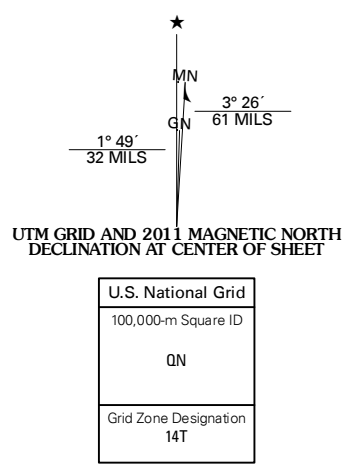 ★
MN
3° 26´
61 MILS
GN
1° 49´
32 MILS
UTM GRID AND 2011 MAGNETIC NORTH
DECLINATION AT CENTER OF SHEET
U.S. National Grid
100,000-m Square ID
QN
Grid Zone Designation
14T